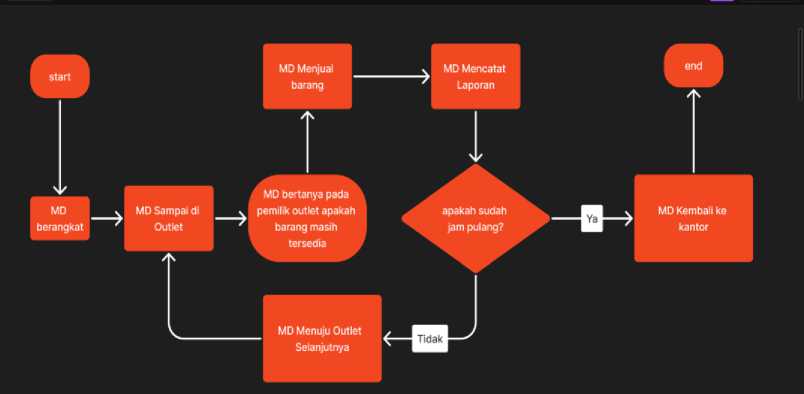 start
MD
berangkat
MD Sampai di
Outlet
MD bertanya pada
pemilik outlet apakah
barang masih
tersedia
MD Menjual
barang
MD Mencatat
Laporan
apakah sudah
jam pulang?
Ya
MD Kembali ke
kantor
end
Tidak
MD Menuju Outlet
Selanjutnya